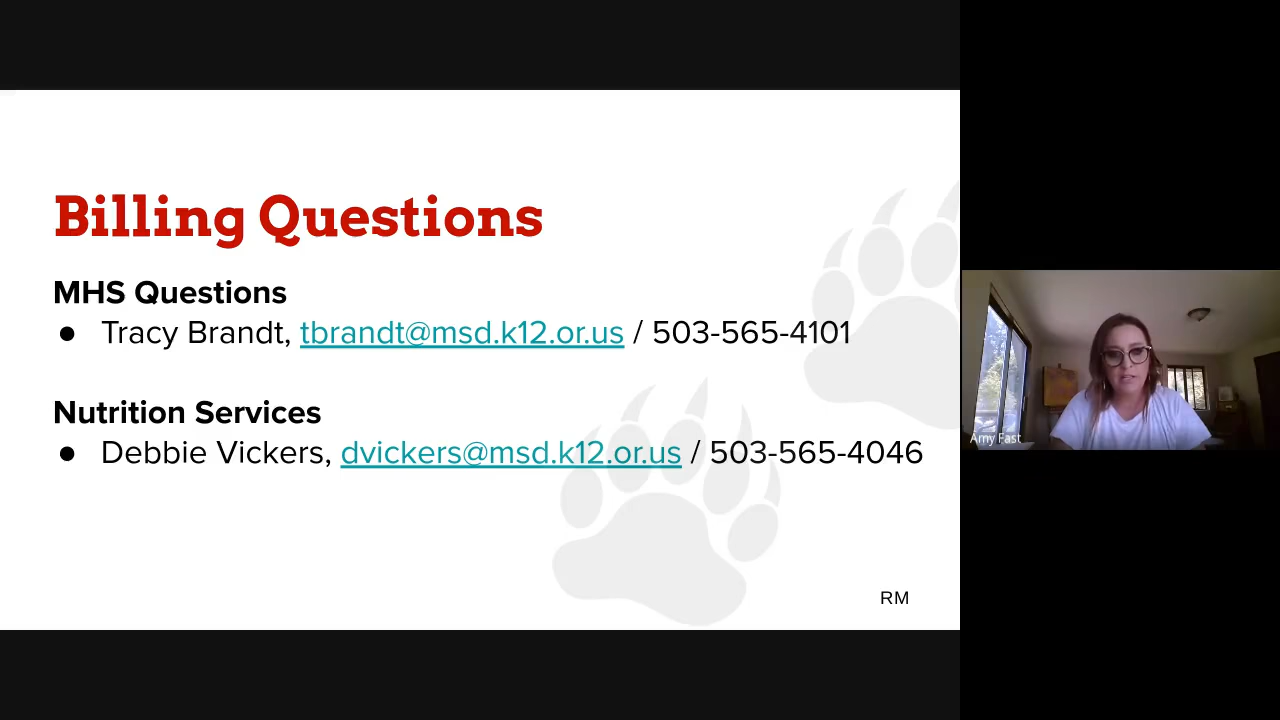 Billing Questions
MHS Questions
● Tracy Brandt, tbrandt@msd.k12.or.us / 503-565-4101
Nutrition Services
● Debbie Vickers, dvickers@msd.k12.or.us / 503-565-4046
RM
Amy Fast